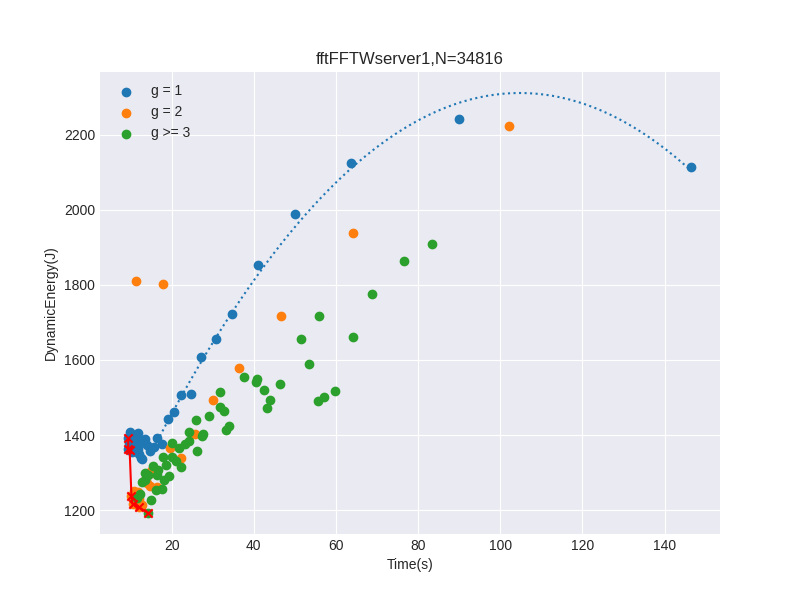 fftFFTWserver1,N=34816
g = 1
g = 2
g >= 3
2200
2000
1800
1600
1400
1200
DynamicEnergy(J)
20 40 60 80 100 120 140
Time(s)